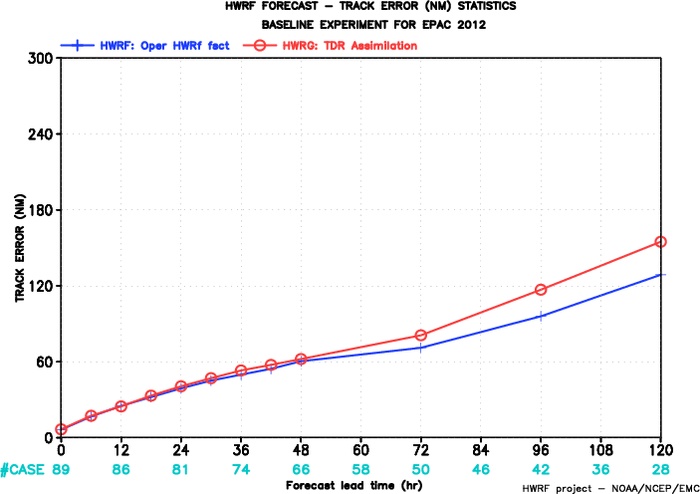 HWRF FORECAST – TRACK ERROR (NM) STATISTICS
BASELINE EXPERIMENT FOR EPAC 2012
HWRF: Oper HWRf fact HWRG: TDR Assimilation
300
240
180
120
60
0
TRACK ERROR (NM)
0 12 24 36 48 60 72 84 96 108 120
#CASE 89 86 81 74 66 58 50 46 42 36 28
Forecast lead time (hr)
HWRF project – NOAA/NCEP/EMC